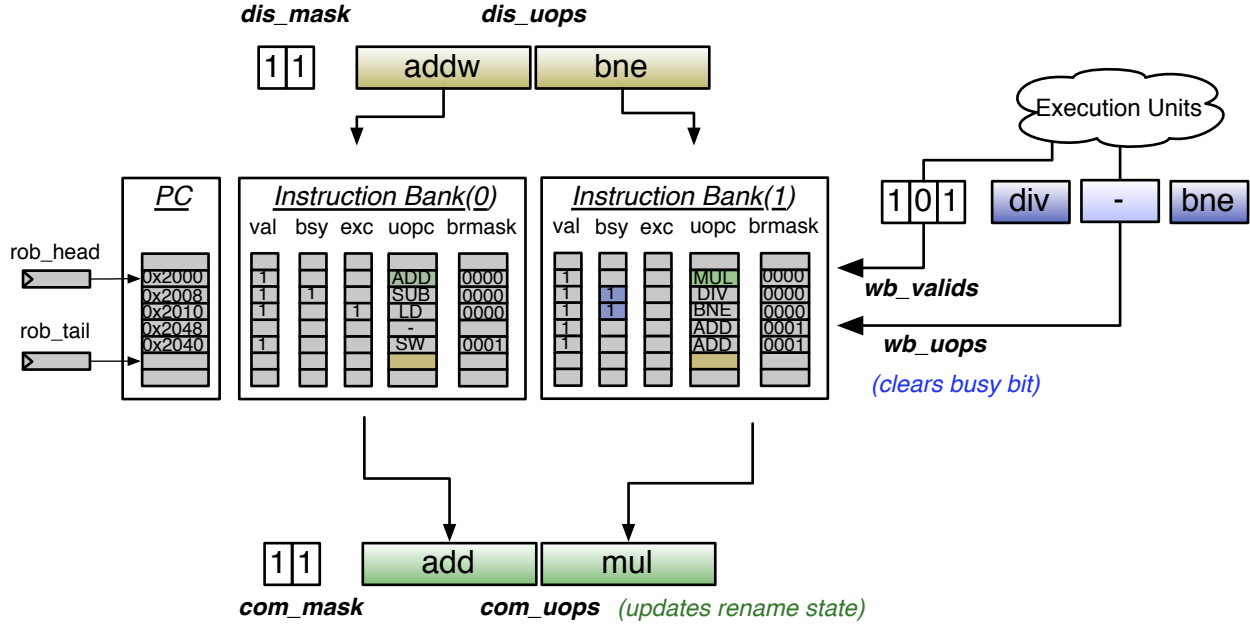 dis_mask dis_uops
1 1 addw bne
Execution Units
PC Instruction Bank(0) Instruction Bank(1) 1 0 1 div - bne
val bsy exc uopc brmask val bsy exc uopc brmask
rob_head
0x2000 1 ADD 0000 1 MUL 0000
wb_valids
0x2008 1 1 SUB 0000 1 1 DIV 0000
0x2010 1 1 LD 0000 1 1 BNE 0000
rob_tail
0x2048 - 1 ADD 0001
wb_uops
0x2040 1 SW 0001 1 ADD 0001
(clears busy bit)
1 1 add mul
com_mask com_uops (updates rename state)